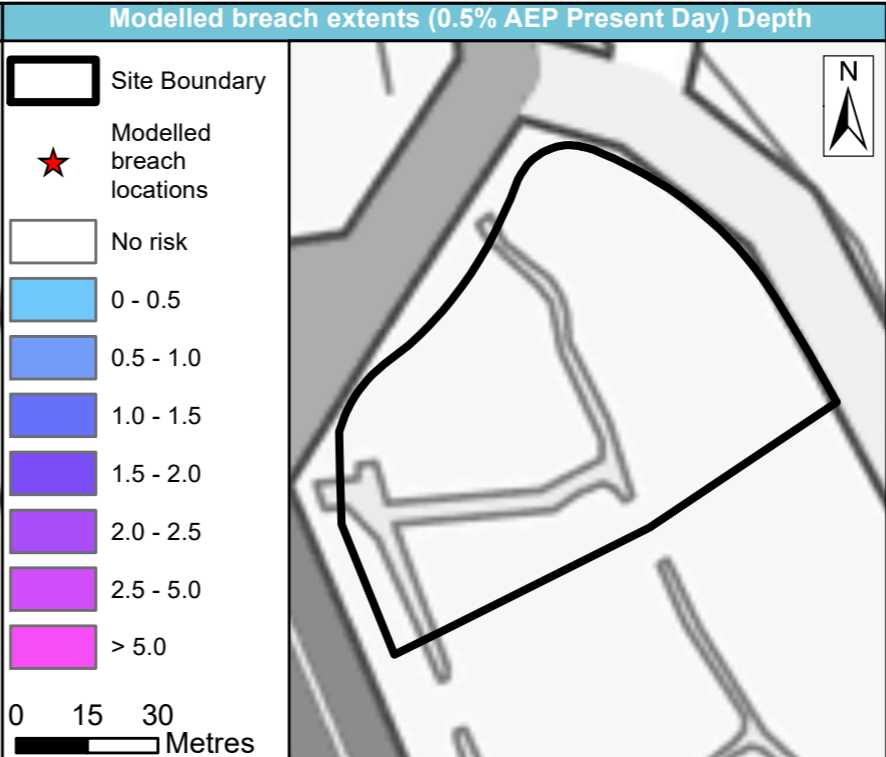 Modelled breach extents (0.5% AEP Present Day) Depth
Site Boundary
Modelled
breach
locations
No risk
0 - 0.5
0.5 - 1.0
1.0 - 1.5
1.5 - 2.0
2.0 - 2.5
2.5 - 5.0
> 5.0
0 15 30
Metres
N